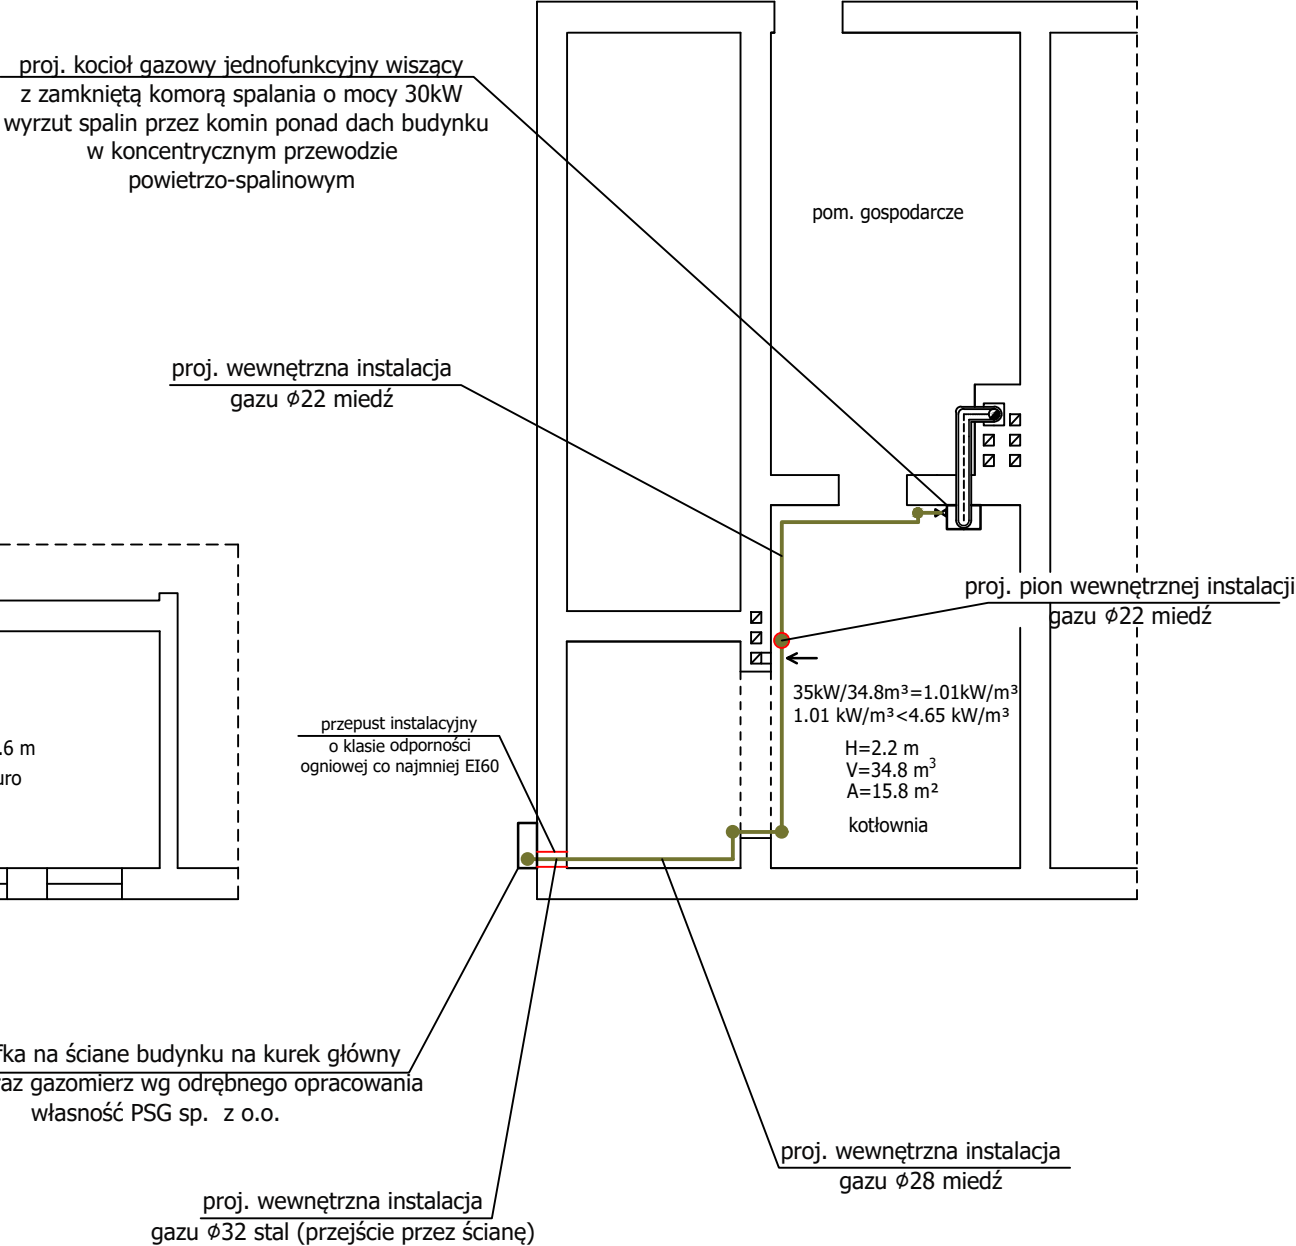 proj. kocioł gazowy jednofunkcyjny wiszący
z zamkniętą komorą spalania o mocy 30kW
wyrzut spalin przez komin ponad dach budynku
w koncentrycznym przewodzie
powietrzo-spalinowym
pom. gospodarcze
proj. wewnętrzna instalacja
gazu ϕ22 miedź
proj. pion wewnętrznej instalacji
gazu ϕ22 miedź
35kW/34.8m³=1.01kW/m³
1.01 kW/m³<4.65 kW/m³
H=2.2 m
V=34.8 m³
A=15.8 m²
kotłownia
przepust instalacyjny
o klasie odporności
ogniowej co najmniej EI60
.6 m
uro
fka na ściane budynku na kurek główny
az gazomierz wg odrębnego opracowania
własność PSG sp. z o.o.
proj. wewnętrzna instalacja
gazu ϕ28 miedź
proj. wewnętrzna instalacja
gazu ϕ32 stal (przejście przez ścianę)